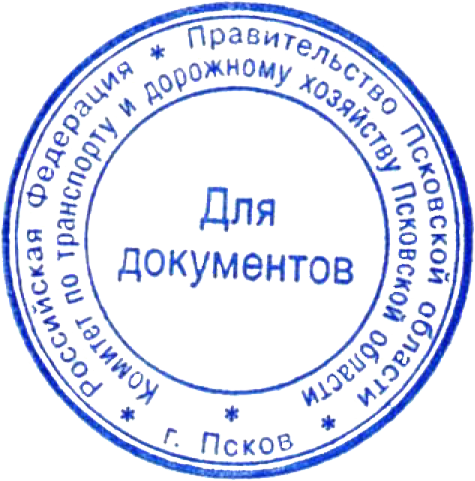 Российская Федерация * Правительство Псковской области *
г. Псков *
Комитет по транспорту и дорожному хозяйству Псковской области *
Для
документов